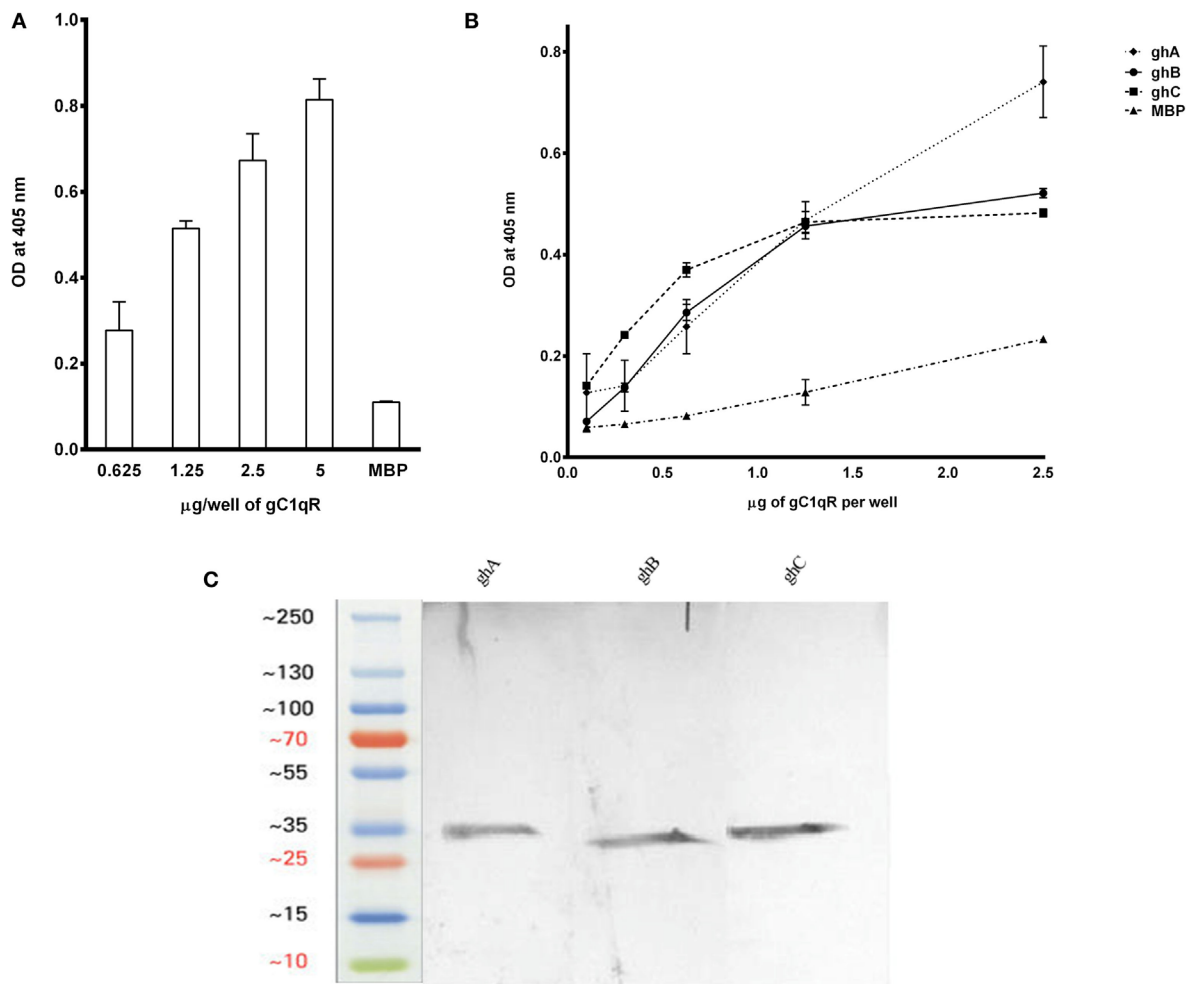 A
1.0
0.8
0.6
0.4
0.2
0.0
OD at 405 nm
0.625 1.25 2.5 5 MBP
μg/well of gC1qR
B
0.8
0.6
0.4
0.2
0.0
OD at 405 nm
0.0 0.5 1.0 1.5 2.0 2.5
μg of gC1qR per well
ghA
ghB
ghC
MBP
C
ghA ghB ghC
~250
~130
~100
~70
~55
~35
~25
~15
~10